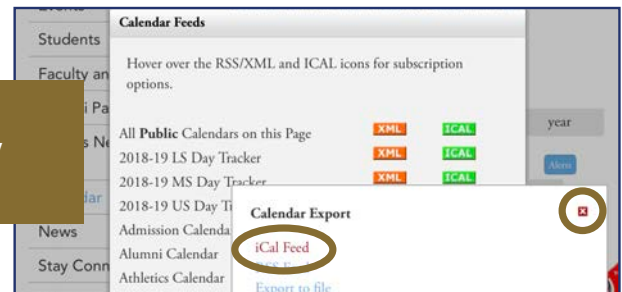 Calendar Feeds
Students
Hover over the RSS/XML and ICAL icons for subscription
options.
Faculty an
All Public Calendars on this Page XML ICAL
year
2018-19 LS Day Tracker XML ICAL
Alerts
2018-19 MS Day Tracker XML ICAL
2018-19 US Day T
Calendar Export
News
Admission Calenda
iCal Feed
Alumni Calendar
Stay Conn
Athletics Calendar
Export to file